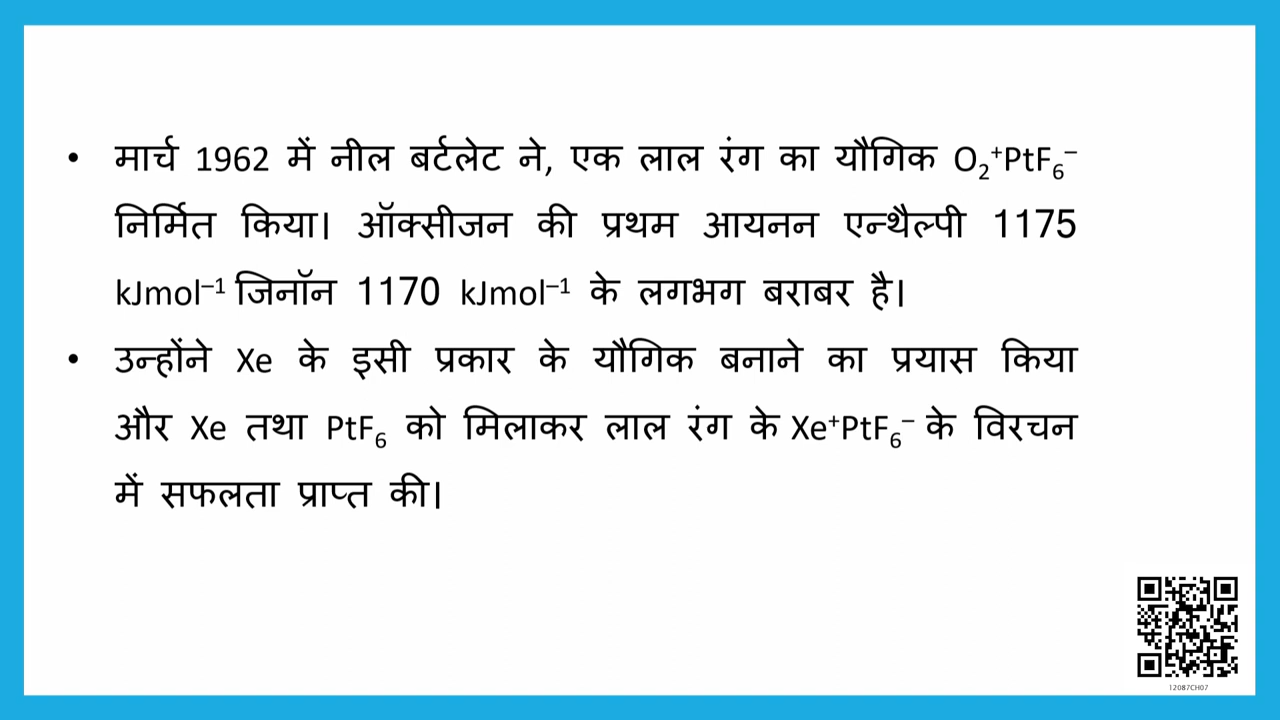 • मार्च 1962 में नील बर्टलेट ने, एक लाल रंग का यौगिक O₂⁺PtF₆⁻
निर्मित किया। ऑक्सीजन की प्रथम आयनन एन्थैल्पी 1175
kJmol⁻¹ जिनॉन 1170 kJmol⁻¹ के लगभग बराबर है।
• उन्होंने Xe के इसी प्रकार के यौगिक बनाने का प्रयास किया
और Xe तथा PtF₆ को मिलाकर लाल रंग के Xe⁺PtF₆⁻ के विरचन
में सफलता प्राप्त की।
12087CH07